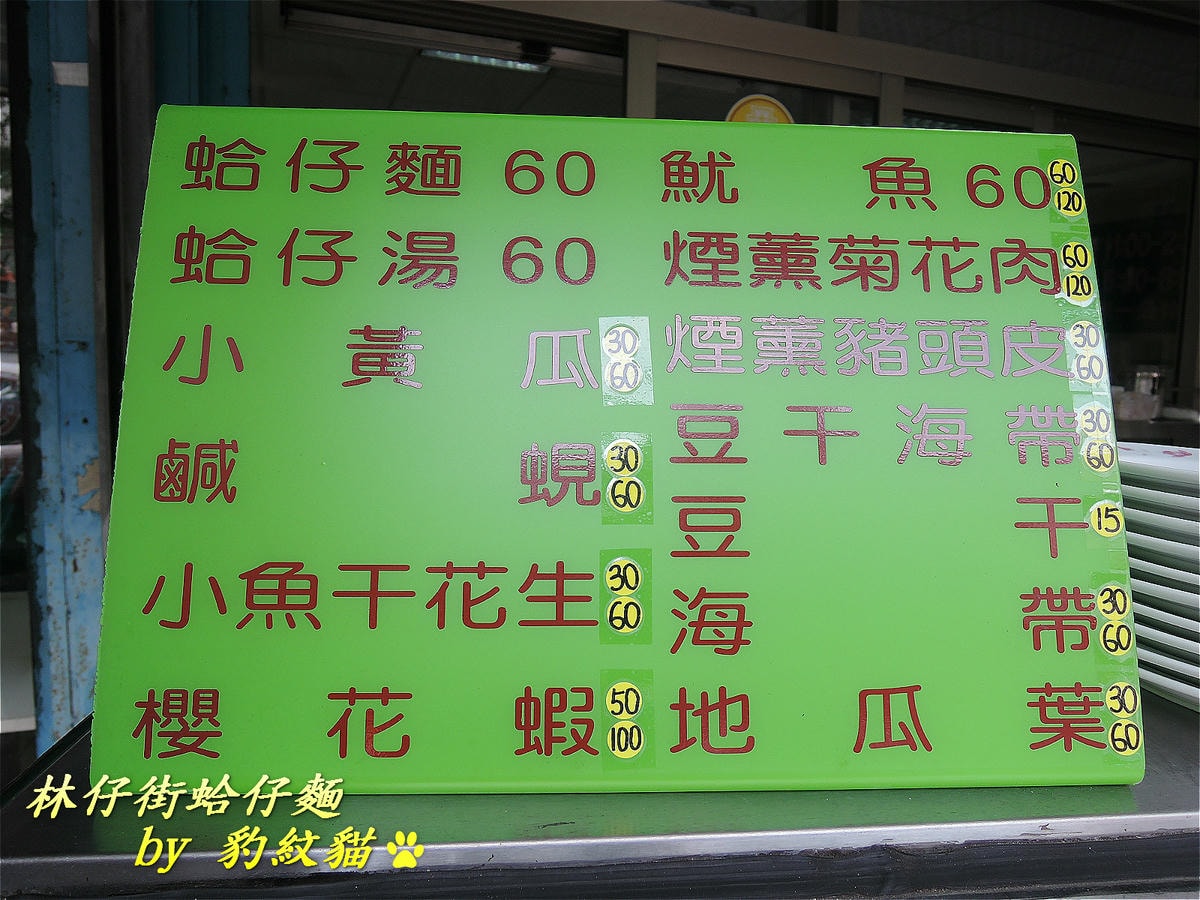 蛤仔麵 60
蛤仔湯 60
小黃瓜 30 60
鹹蜆 30 60
小魚干花生 30 60
櫻花蝦 50 100
魷魚 60 60 120
煙薰菊花肉 60 120
煙薰豬頭皮 30 60
豆干海帶 30 60
豆干 15
海帶 30 60
地瓜葉 30 60
林仔街蛤仔麵
by 豹紋貓